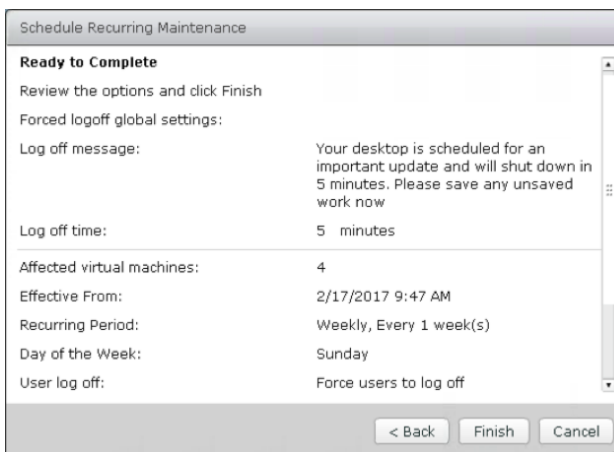 Schedule Recurring Maintenance
Ready to Complete
Review the options and click Finish
Forced logoff global settings:
Log off message: Your desktop is scheduled for an
important update and will shut down in
5 minutes. Please save any unsaved
work now
Log off time: 5 minutes
Affected virtual machines: 4
Effective From: 2/17/2017 9:47 AM
Recurring Period: Weekly, Every 1 week(s)
Day of the Week: Sunday
User log off: Force users to log off
< Back Finish Cancel